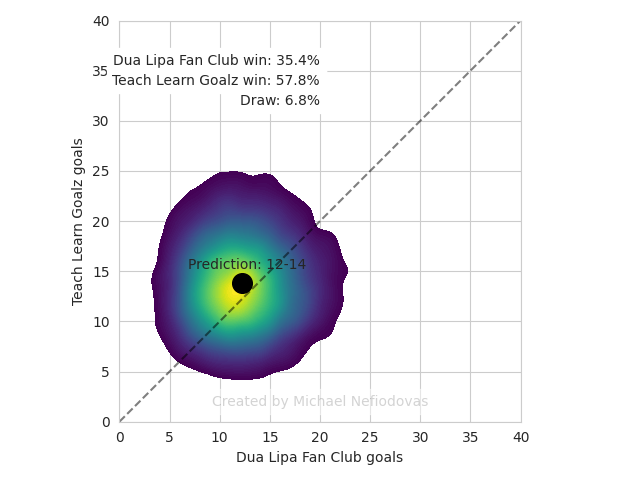 40
35
30
25
20
15
10
5
0
Teach Learn Goalz goals
Dua Lipa Fan Club win: 35.4%
Teach Learn Goalz win: 57.8%
Draw: 6.8%
Prediction: 12-14
Created by Michael Nefiodovas
0 5 10 15 20 25 30 35 40
Dua Lipa Fan Club goals